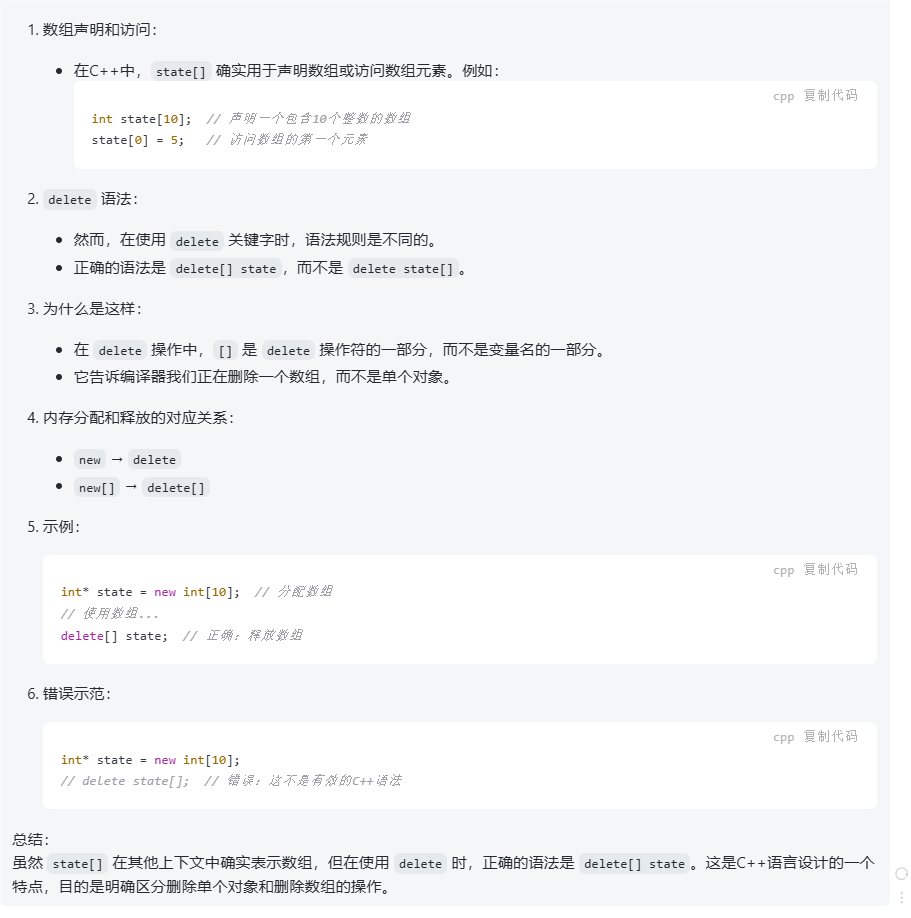 1. 数组声明和访问：
• 在C++中， state[] 确实用于声明数组或访问数组元素。例如：
cpp 复制代码
int state[10];  // 声明一个包含10个整数的数组
state[0] = 5;   // 访问数组的第一个元素
2. delete 语法：
• 然而，在使用 delete 关键字时，语法规则是不同的。
• 正确的语法是 delete[] state ，而不是 delete state[] 。
3. 为什么是这样：
• 在 delete 操作中， [] 是 delete 操作符的一部分，而不是变量名的一部分。
• 它告诉编译器我们正在删除一个数组，而不是单个对象。
4. 内存分配和释放的对应关系：
• new → delete
• new[] → delete[]
5. 示例：
cpp 复制代码
int* state = new int[10];  // 分配数组
// 使用数组...
delete[] state;  // 正确：释放数组
6. 错误示范：
cpp 复制代码
int* state = new int[10];
// delete state[];  // 错误：这不是有效的C++语法
总结：
虽然 state[] 在其他上下文中确实表示数组，但在使用 delete 时，正确的语法是 delete[] state 。这是C++语言设计的一个
特点，目的是明确区分删除单个对象和删除数组的操作。